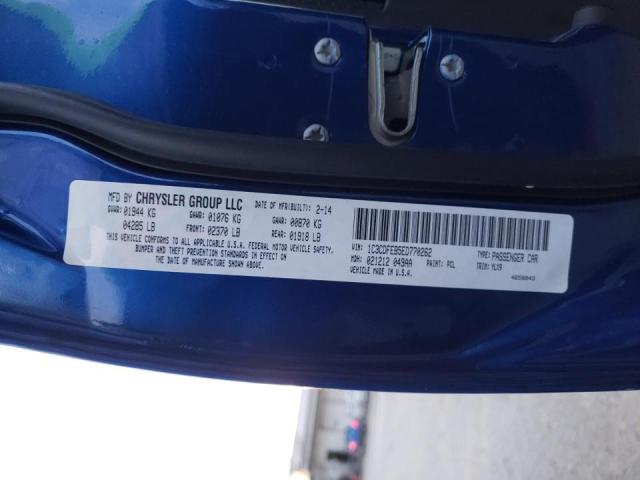 MFD BY CHRYSLER GROUP LLC DATE OF MFR(BUILT): 2-14
GVWR: 01944 KG GAWR: 01076 KG GAWR: 00870 KG
04285 LB FRONT: 02370 LB REAR: 01918 LB
THIS VEHICLE CONFORMS TO ALL APPLICABLE U.S.A. FEDERAL MOTOR VEHICLE SAFETY,
BUMPER AND THEFT PREVENTION STANDARDS IN EFFECT ON
THE DATE OF MANUFACTURE SHOWN ABOVE.
VIN: 1C3CDFEB5ED770262 TYPE: PASSENGER CAR
MDH: 021212 049AA PAINT: PCL TRIM: YLX9